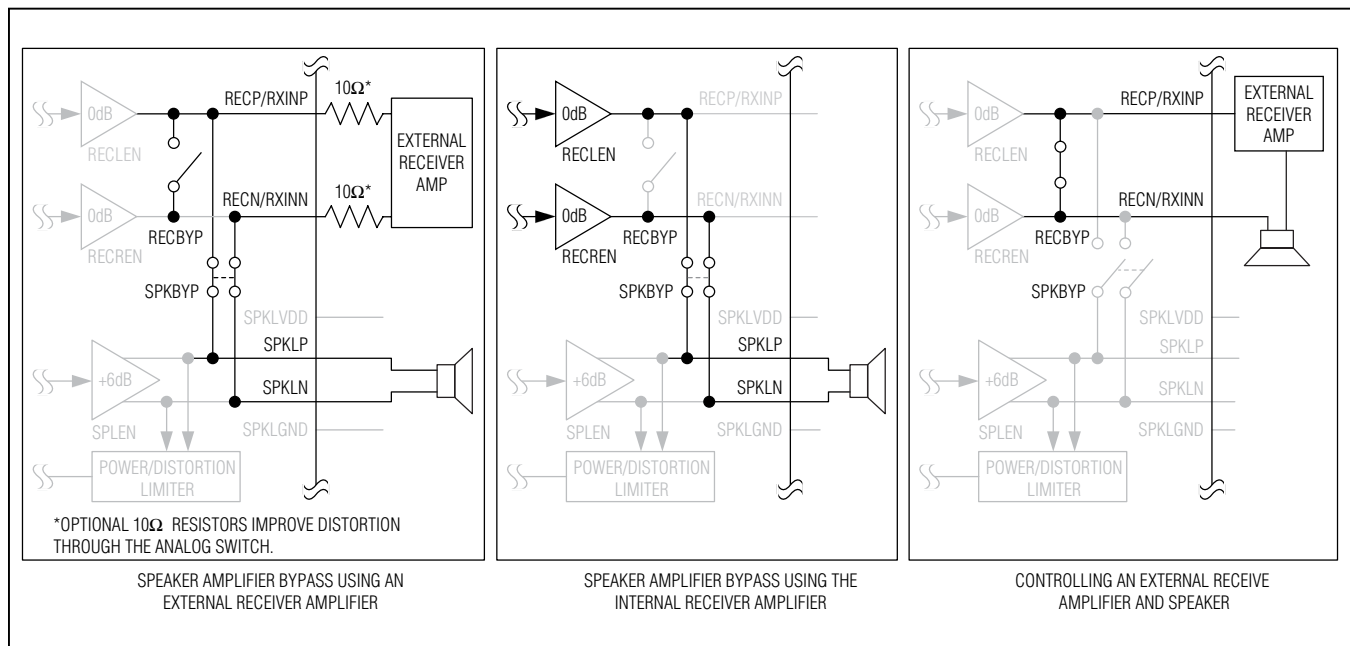 0dB
RECLEN
RECP/RXINP
10Ω*
EXTERNAL
RECEIVER
AMP
0dB
RECREN
RECBYP
RECN/RXINN
10Ω*
SPKBYP
SPKLVDD
SPKLP
+6dB
SPLEN
SPKLN
SPKLGND
POWER/DISTORTION
LIMITER
*OPTIONAL 10Ω RESISTORS IMPROVE DISTORTION
THROUGH THE ANALOG SWITCH.
SPEAKER AMPLIFIER BYPASS USING AN
EXTERNAL RECEIVER AMPLIFIER
0dB
RECLEN
RECP/RXINP
0dB
RECREN
RECBYP
RECN/RXINN
SPKBYP
SPKLVDD
SPKLP
+6dB
SPLEN
SPKLN
SPKLGND
POWER/DISTORTION
LIMITER
SPEAKER AMPLIFIER BYPASS USING THE
INTERNAL RECEIVER AMPLIFIER
0dB
RECLEN
RECP/RXINP
EXTERNAL
RECEIVER
AMP
0dB
RECREN
RECBYP
RECN/RXINN
SPKBYP
SPKLVDD
SPKLP
+6dB
SPLEN
SPKLN
SPKLGND
POWER/DISTORTION
LIMITER
CONTROLLING AN EXTERNAL RECEIVE
AMPLIFIER AND SPEAKER